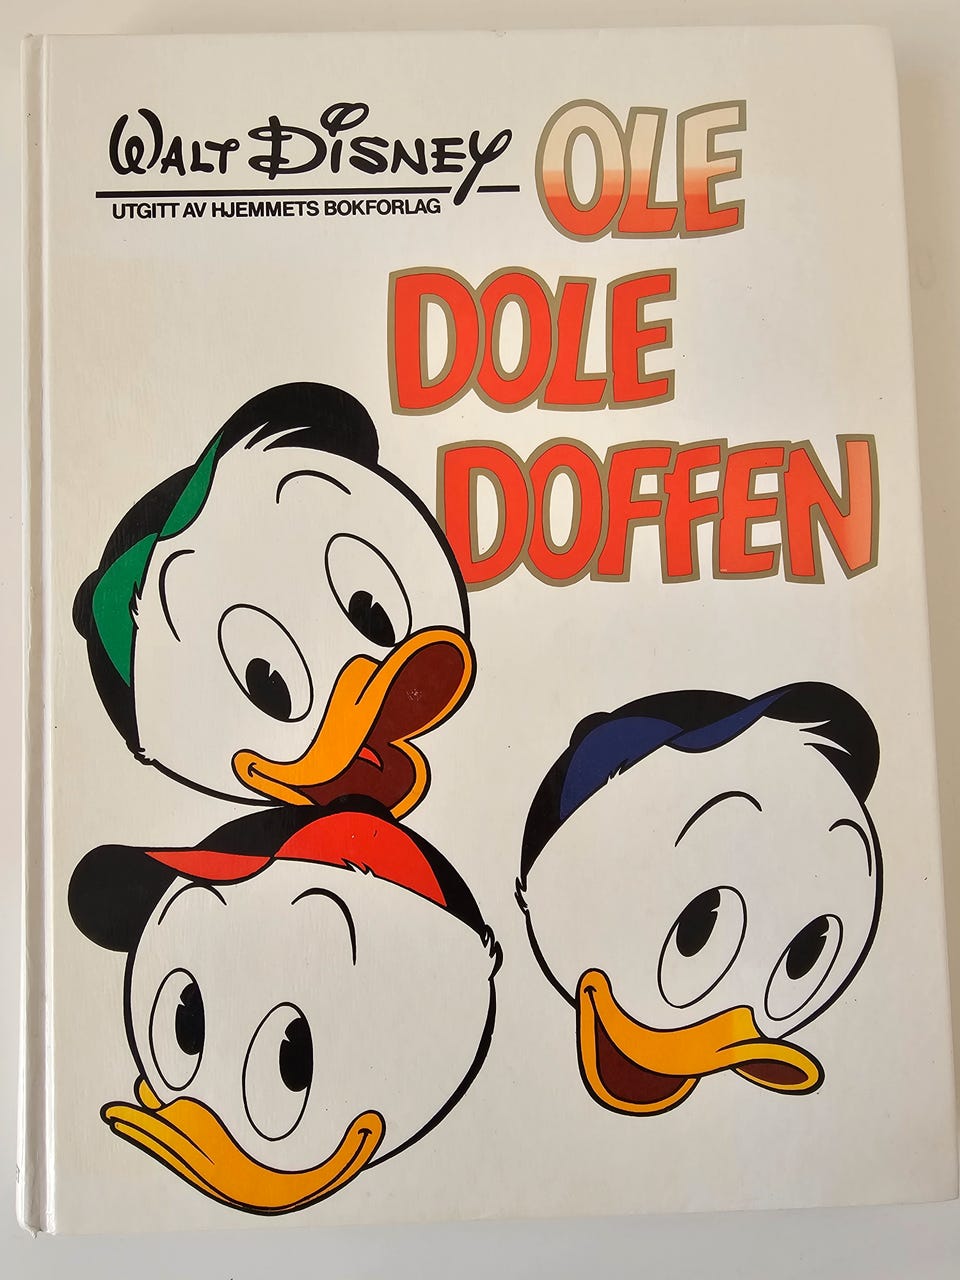 WALT DISNEY
UTGITT AV HJEMMETS BOKFORLAG
OLE
DOLE
DOFFEN